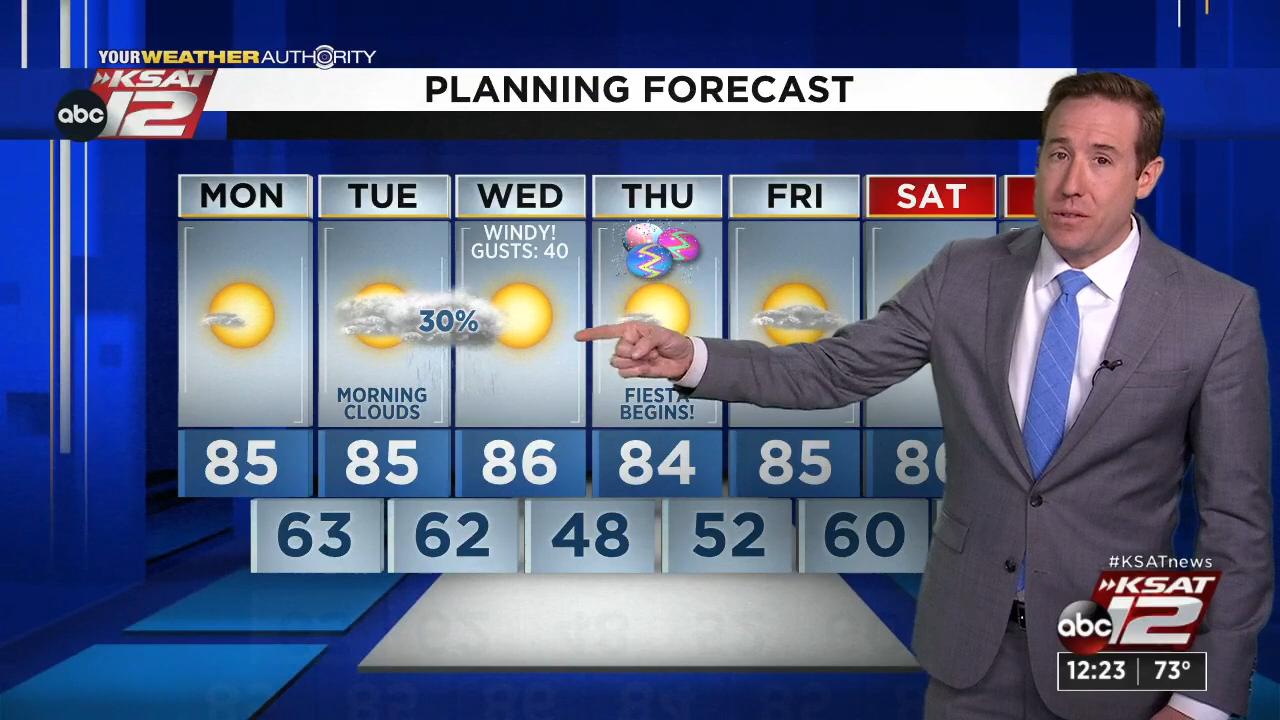 YOURWEATHERAUTHORITY
KSAT
abc 12
PLANNING FORECAST
MON TUE WED THU FRI SAT
WINDY!
GUSTS: 40
30%
MORNING
CLOUDS
FIESTA
BEGINS!
85 85 86 84 85
63 62 48 52 60
#KSATnews
KSAT
abc 12
12:23 73°